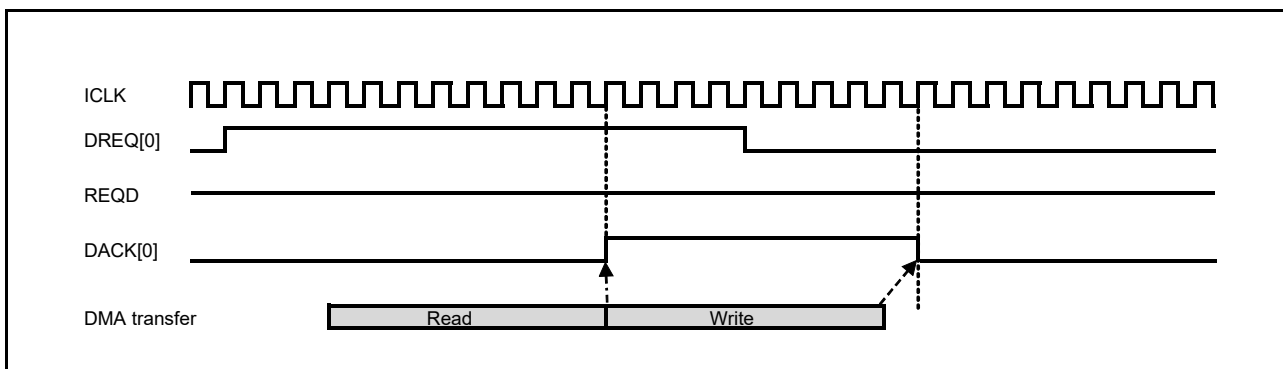 ICLK
DREQ[0]
REQD
DACK[0]
DMA transfer Read Write